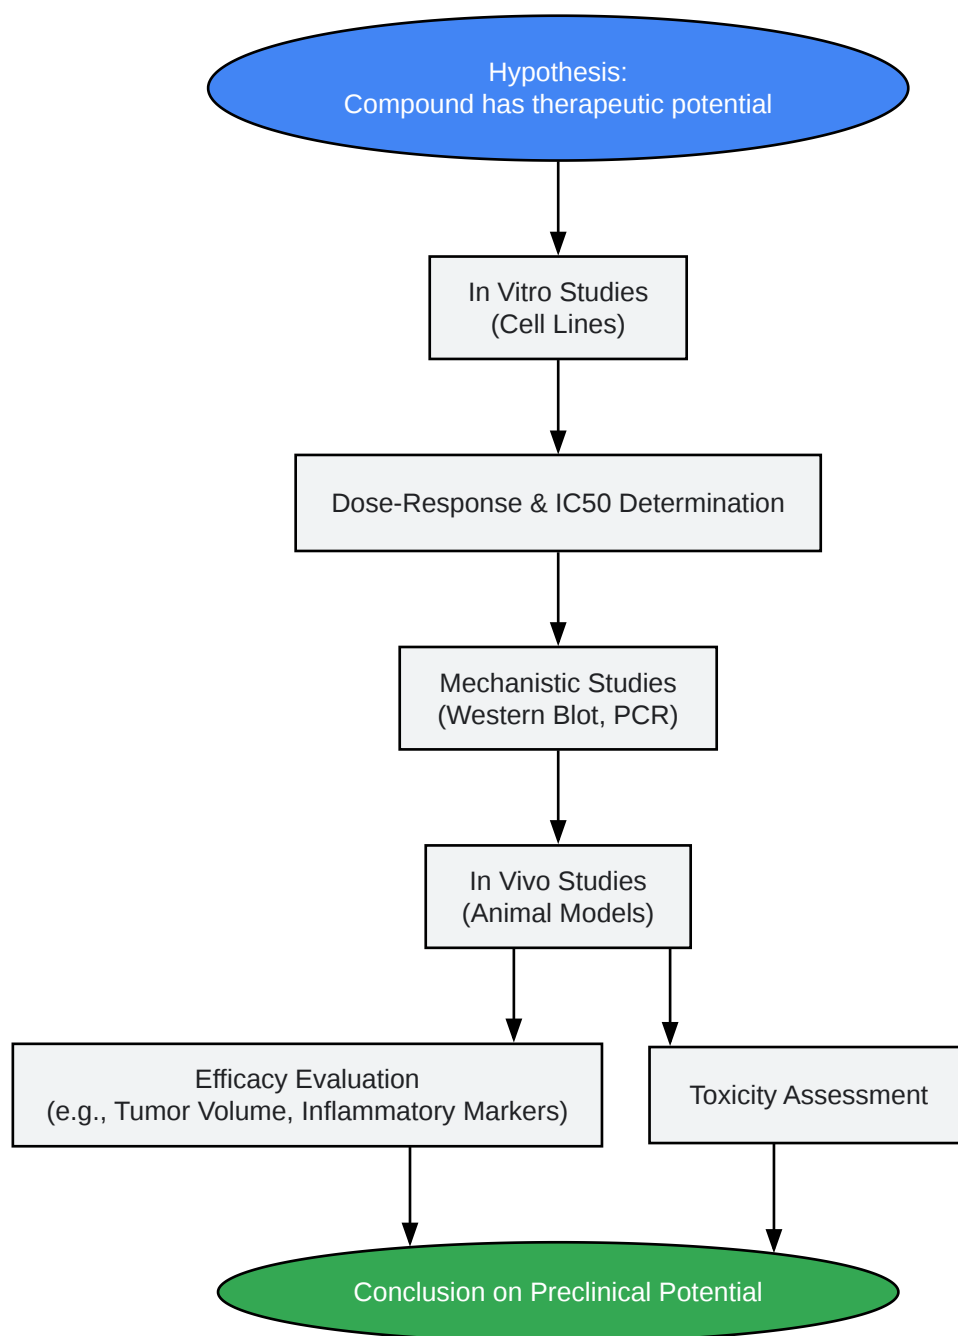 Hypothesis:
Compound has therapeutic potential
In Vitro Studies
(Cell Lines)
Dose-Response & IC50 Determination
Mechanistic Studies
(Western Blot, PCR)
In Vivo Studies
(Animal Models)
Efficacy Evaluation
(e.g., Tumor Volume, Inflammatory Markers)
Toxicity Assessment
Conclusion on Preclinical Potential